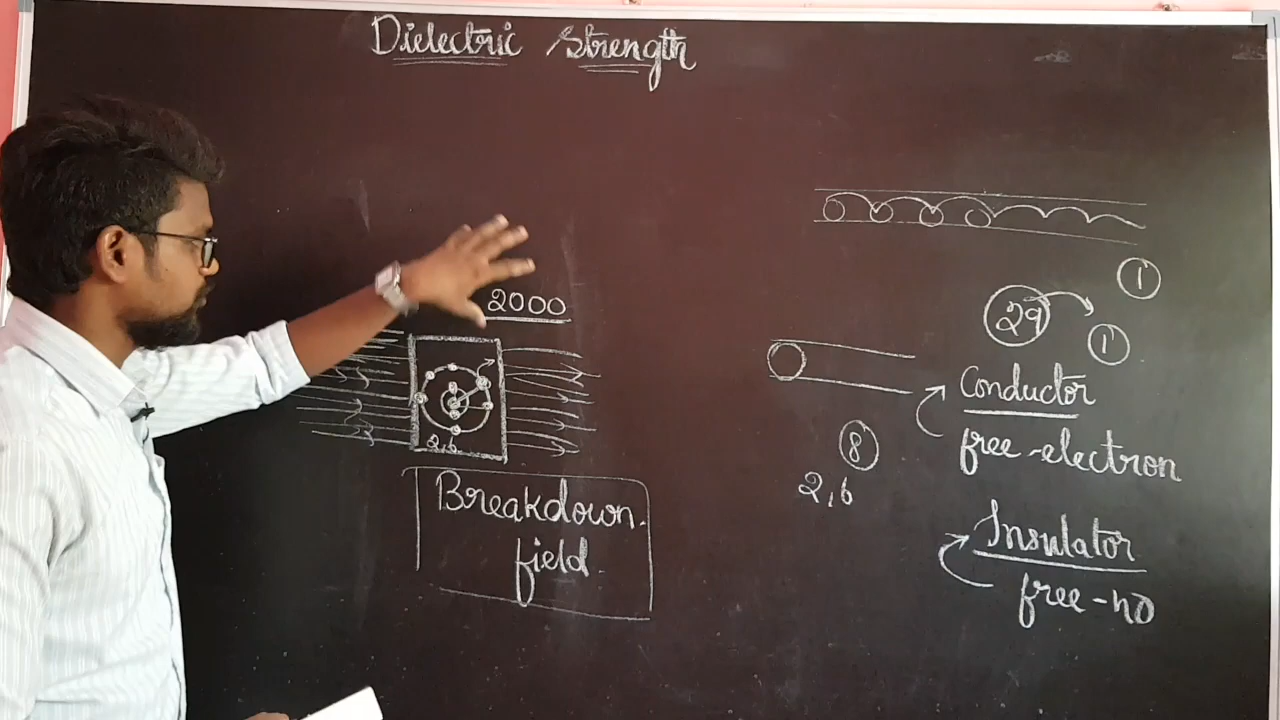 Dielectric Strength
2000
2,6
Breakdown
field
1
29
1
Conductor
free-electron
8
2,6
Insulator
free-no